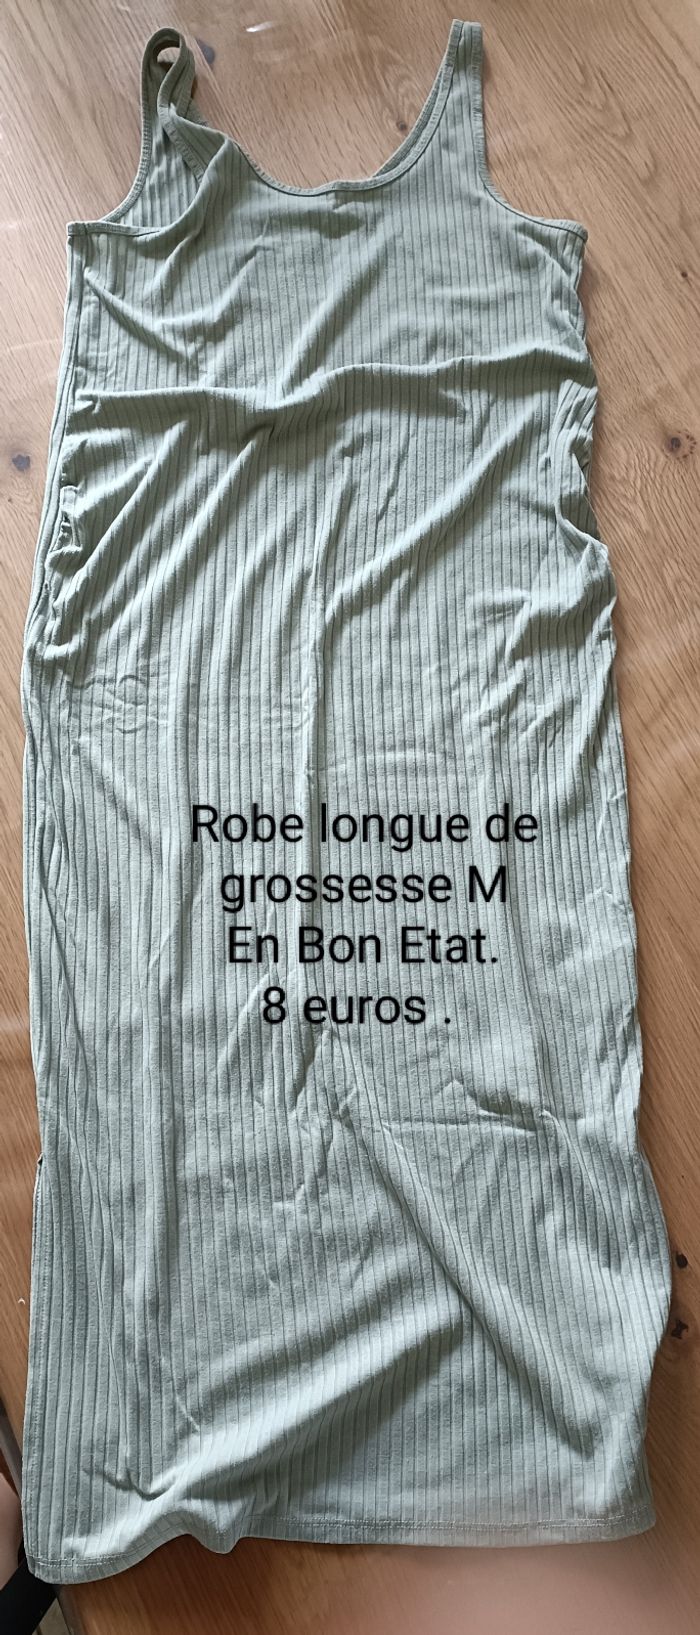 Robe longue de
grossesse M
En Bon Etat.
8 euros .